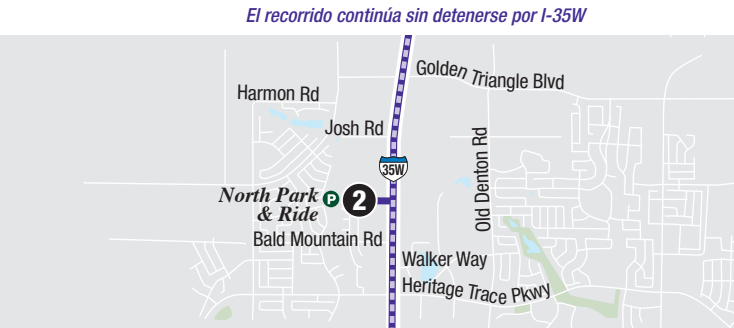 El recorrido continúa sin detenerse por I-35W
Golden Triangle Blvd
Harmon Rd
Josh Rd
Old Denton Rd
35W
North Park
& Ride
P
2
Bald Mountain Rd
Walker Way
Heritage Trace Pkwy